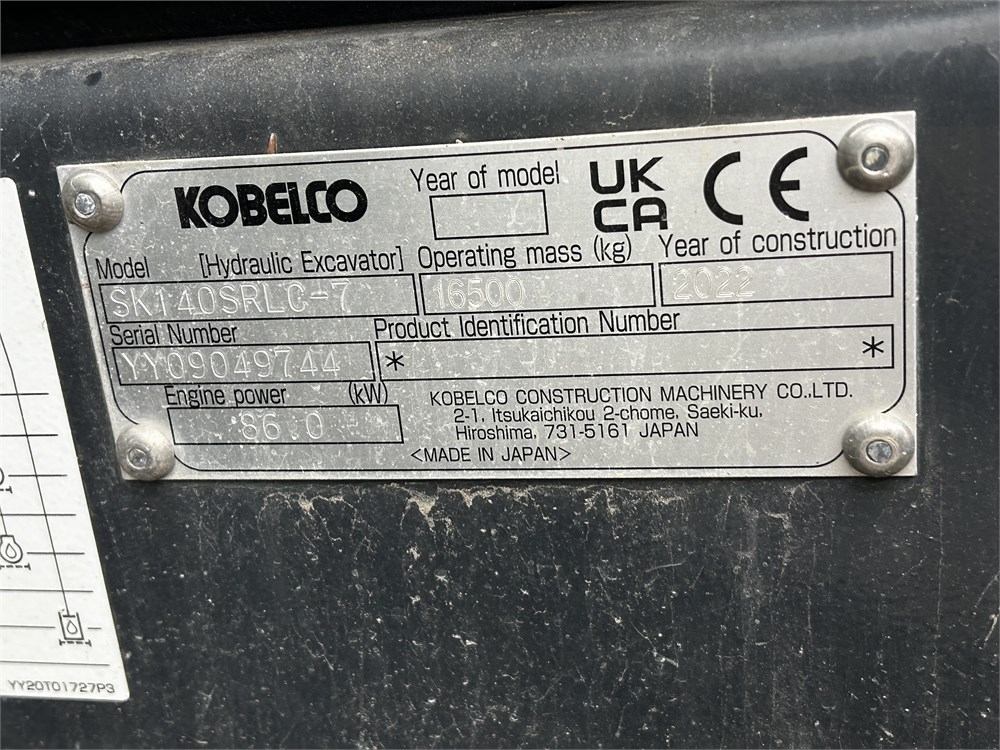 KOBELCO
Year of model
UK
CA
CE
Model [Hydraulic Excavator]
Operating mass (kg)
Year of construction
SK140SRLC-7
16500
2022
Serial Number
Product Identification Number
YY09049744
* *
Engine power (kW)
86.0
KOBELCO CONSTRUCTION MACHINERY CO.,LTD.
2-1, Itsukaichikou 2-chome, Saeki-ku,
Hiroshima, 731-5161 JAPAN
<MADE IN JAPAN>
YY20T01727P3